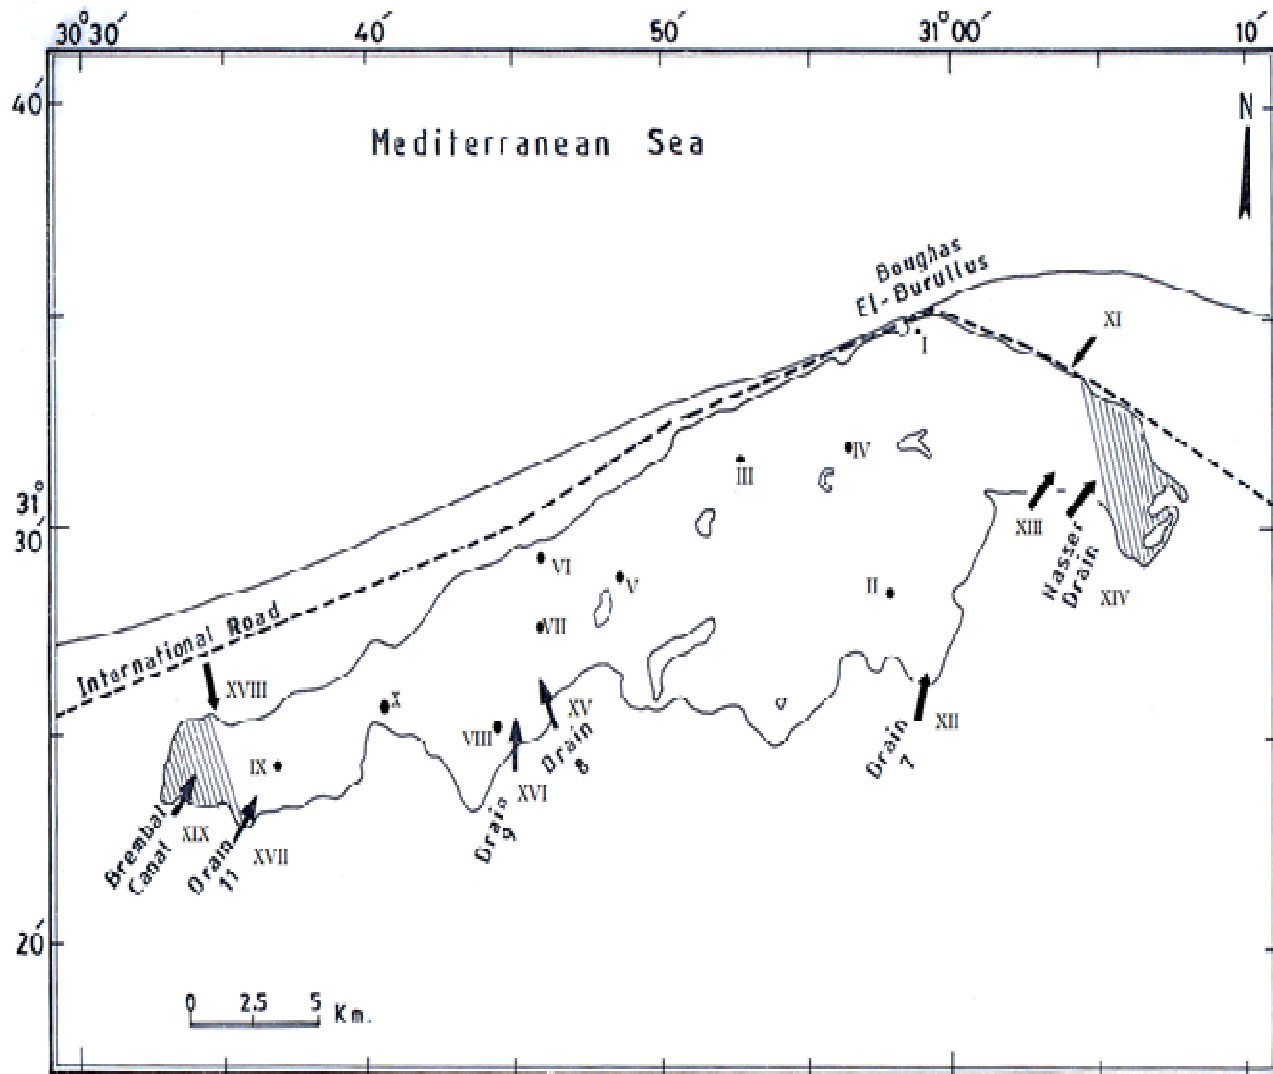 30°30′
40′
50′
31°00′
10′
40′
N
Mediterranean Sea
Boughas
El-Burullus
XI
I
IV
III
31°
30′
XIII
Nasser
Drain
XIV
VI
V
II
VII
International Road
XVIII
X
XV
Drain
8
VIII
XII
Drain
7
IX
XVI
Drain
9
Brembal
Canal
XIX
Drain
11
XVII
20′
0 2.5 5 Km.